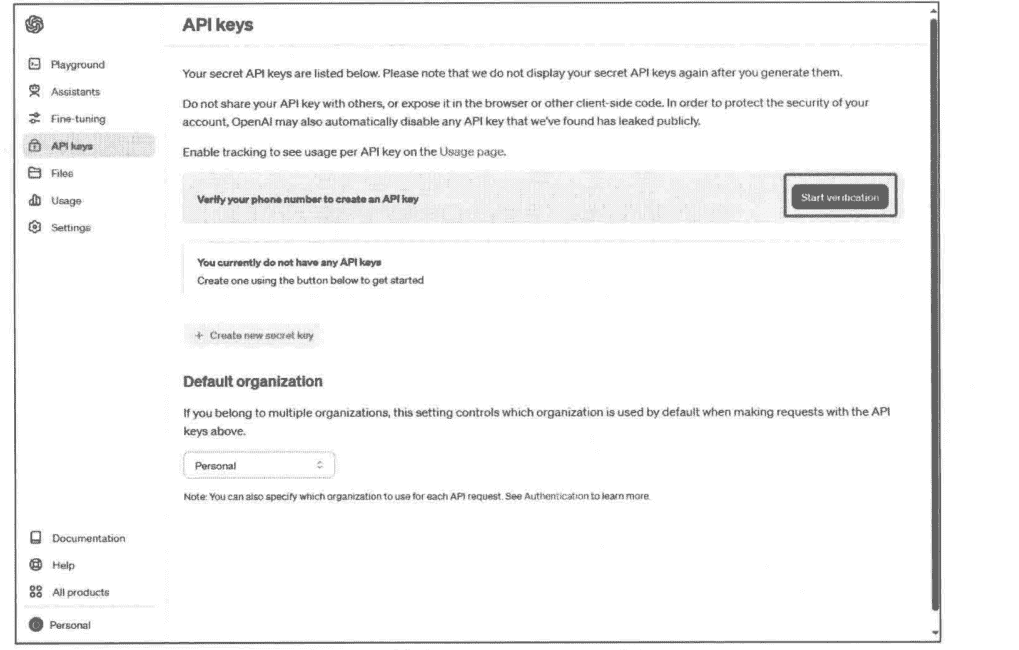 API keys
Playground
Assistants
Fine-tuning
API keys
Files
Usage
Settings
Your secret API keys are listed below. Please note that we do not display your secret API keys again after you generate them.
Do not share your API key with others, or expose it in the browser or other client-side code. In order to protect the security of your
account, OpenAI may also automatically disable any API key that we've found has leaked publicly.
Enable tracking to see usage per API key on the Usage page.
Verify your phone number to create an API key
Start verification
You currently do not have any API keys
Create one using the button below to get started
+ Create new secret key
Default organization
If you belong to multiple organizations, this setting controls which organization is used by default when making requests with the API
keys above.
Personal
Note: You can also specify which organization to use for each API request. See Authentication to learn more.
Documentation
Help
All products
Personal